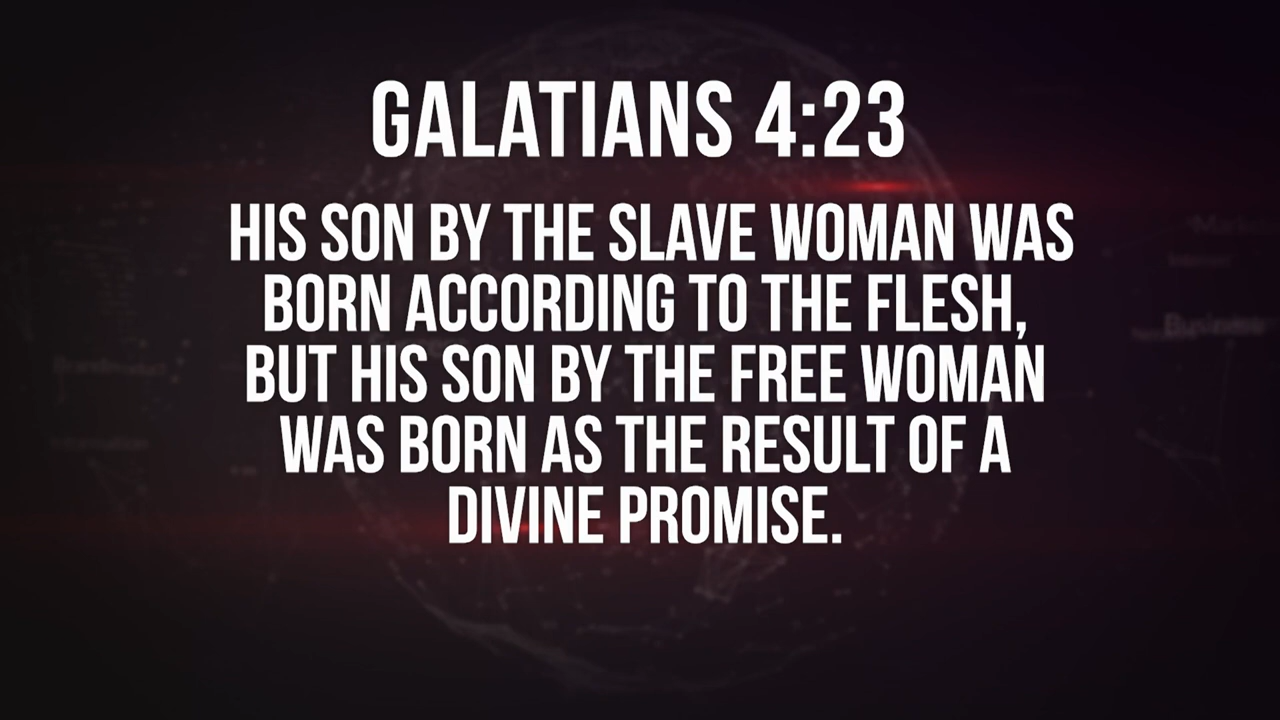 GALATIANS 4:23
HIS SON BY THE SLAVE WOMAN WAS
BORN ACCORDING TO THE FLESH,
BUT HIS SON BY THE FREE WOMAN
WAS BORN AS THE RESULT OF A
DIVINE PROMISE.
Business